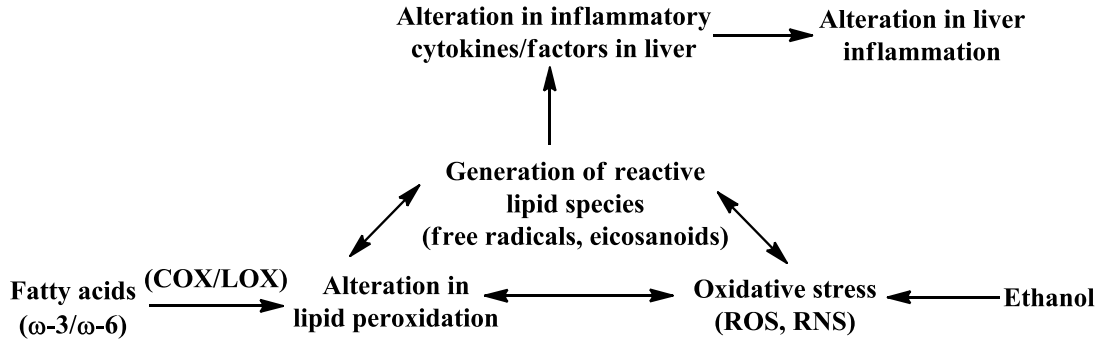 Alteration in inflammatory
cytokines/factors in liver
Alteration in liver
inflammation
Generation of reactive
lipid species
(free radicals, eicosanoids)
Fatty acids
(ω-3/ω-6)
(COX/LOX)
Alteration in
lipid peroxidation
Oxidative stress
(ROS, RNS)
Ethanol